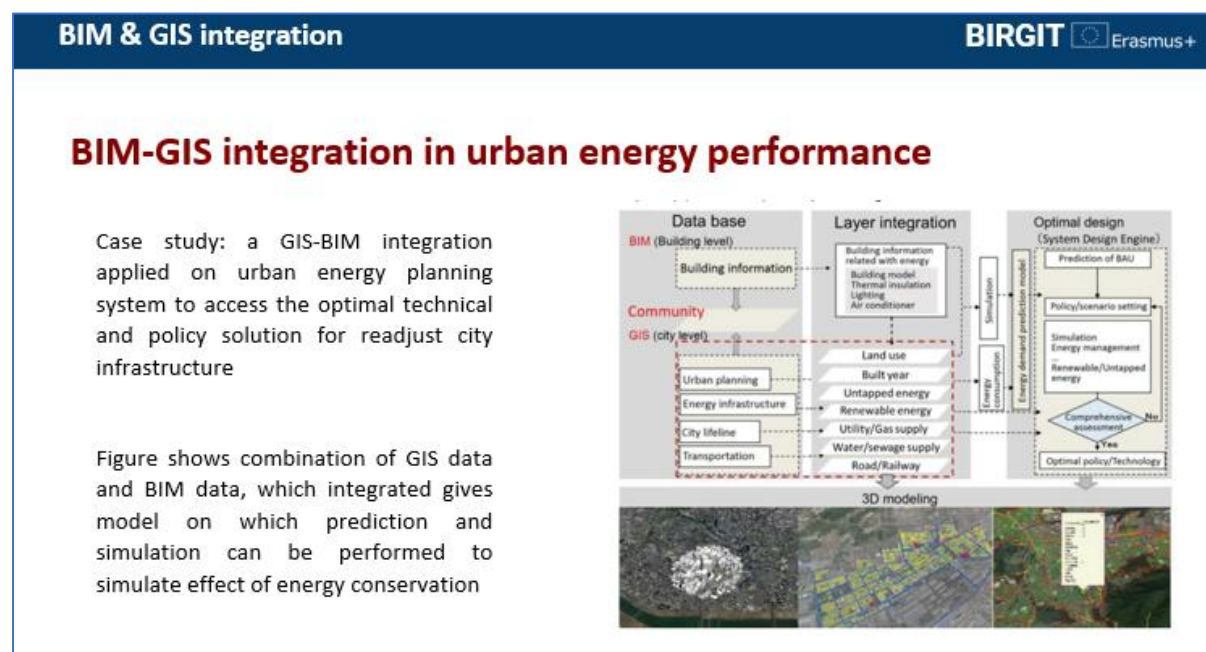 BIM & GIS integration
BIRGIT Erasmus+
BIM-GIS integration in urban energy performance
Case study: a GIS-BIM integration
applied on urban energy planning
system to access the optimal technical
and policy solution for readjust city
infrastructure
Figure shows combination of GIS data
and BIM data, which integrated gives
model on which prediction and
simulation can be performed to
simulate effect of energy conservation
Data base
BIM (Building level)
Building information
Community
GIS (city level)
Urban planning
Energy infrastructure
City lifeline
Transportation
Layer integration
Building information
related with energy
Building model
Thermal insulation
Lighting
Air conditioner
Land use
Built year
Untapped energy
Renewable energy
Utility/Gas supply
Water/sewage supply
Road/Railway
Simulation
Energy
consumption
Energy demand prediction model
Optimal design
(System Design Engine)
Prediction of BAU
Policy/scenario setting
Simulation
Energy management
...
Renewable/Untapped
energy
Comprehensive
assessment
No
Yes
Optimal policy/Technology
3D modeling